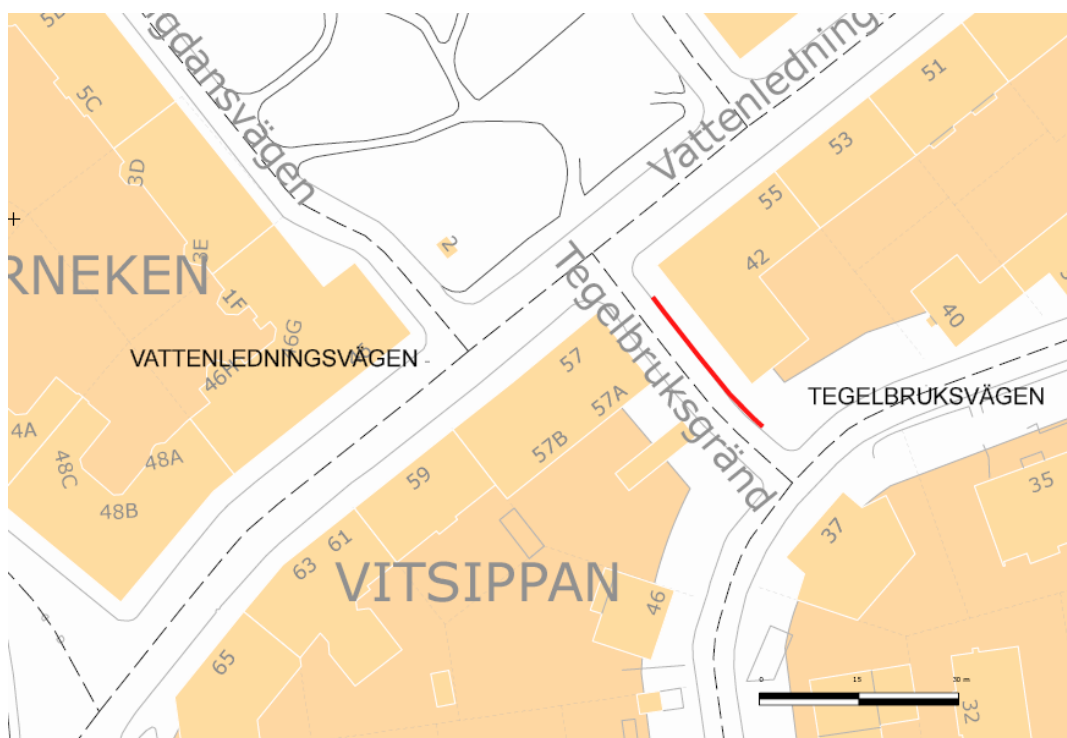 5C
gdansvägen
Vattenledning
51
53
55
3D
3E
2
42
RNEKEN
1F
Tegelbruksgränd
40
VATTENLEDNINGSVÄGEN
46H
57
57A
TEGELBRUKSVÄGEN
4A
48C
48A
57B
59
48B
35
61
63
37
VITSIPPAN
46
65
0 15 30 m
32